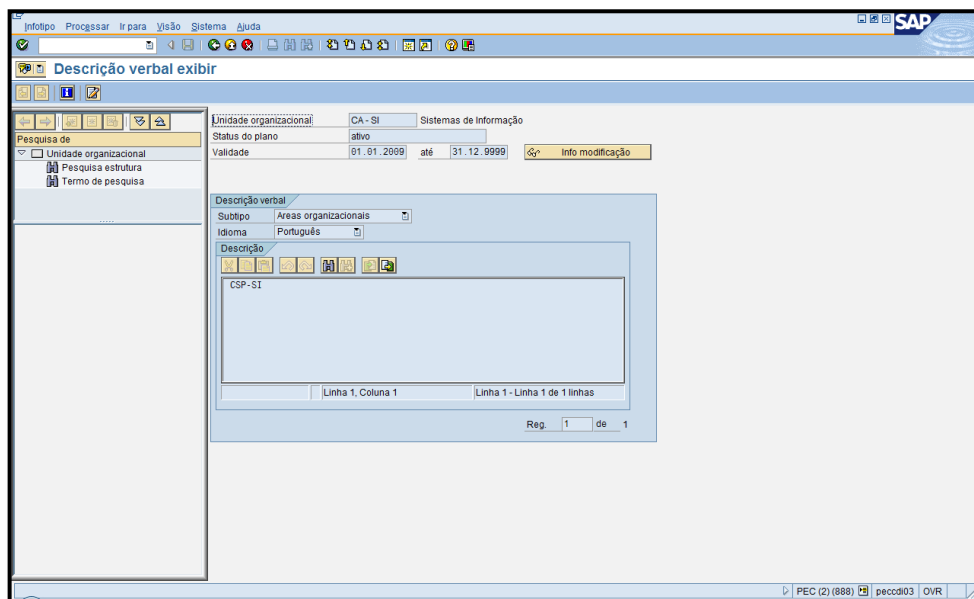 Infotipo Processar Ir para Visão Sistema Ajuda
SAP
Descrição verbal exibir
Pesquisa de
Unidade organizacional
Pesquisa estrutura
Termo de pesquisa
Unidade organizacional CA - SI Sistemas de Informação
Status do plano ativo
Validade 01.01.2009 até 31.12.9999 Info modificação
Descrição verbal
Subtipo Areas organizacionais
Idioma Português
Descrição
CSP-SI
Linha 1, Coluna 1 Linha 1 - Linha 1 de 1 linhas
Reg. 1 de 1
PEC (2) (888) peccdi03 OVR